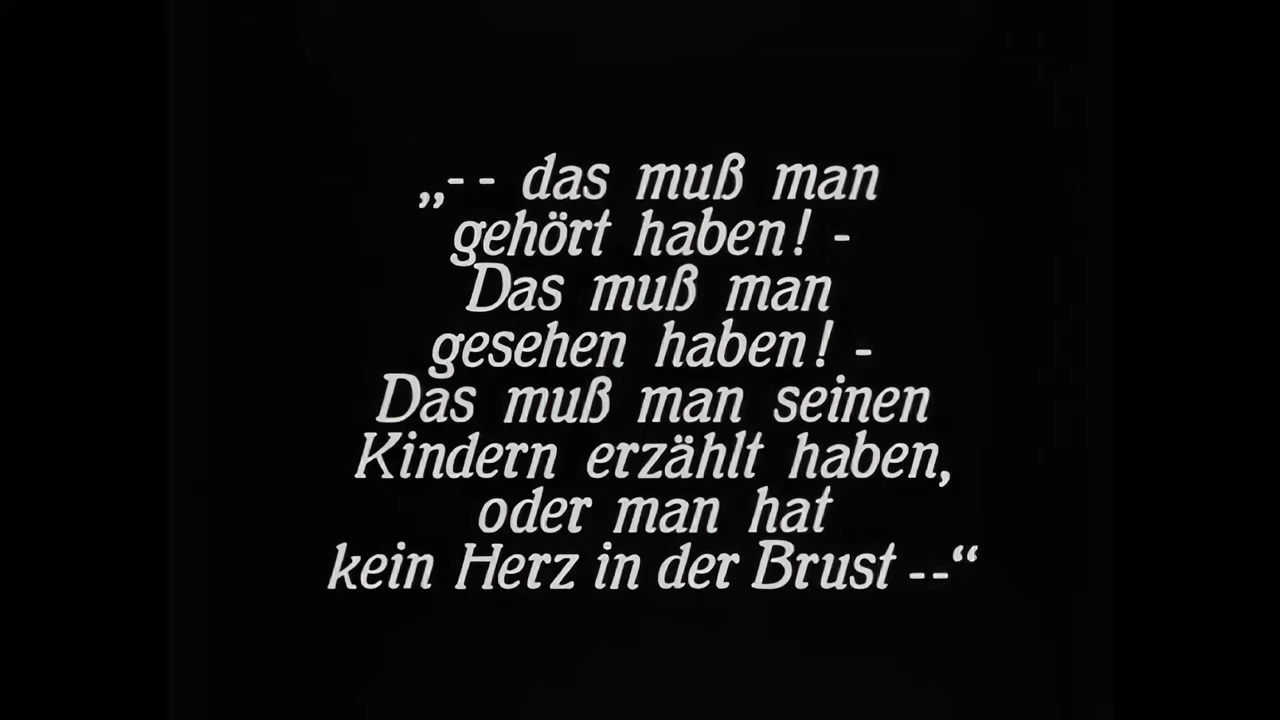 „-- das muß man
gehört haben! -
Das muß man
gesehen haben! -
Das muß man seinen
Kindern erzählt haben,
oder man hat
kein Herz in der Brust --“